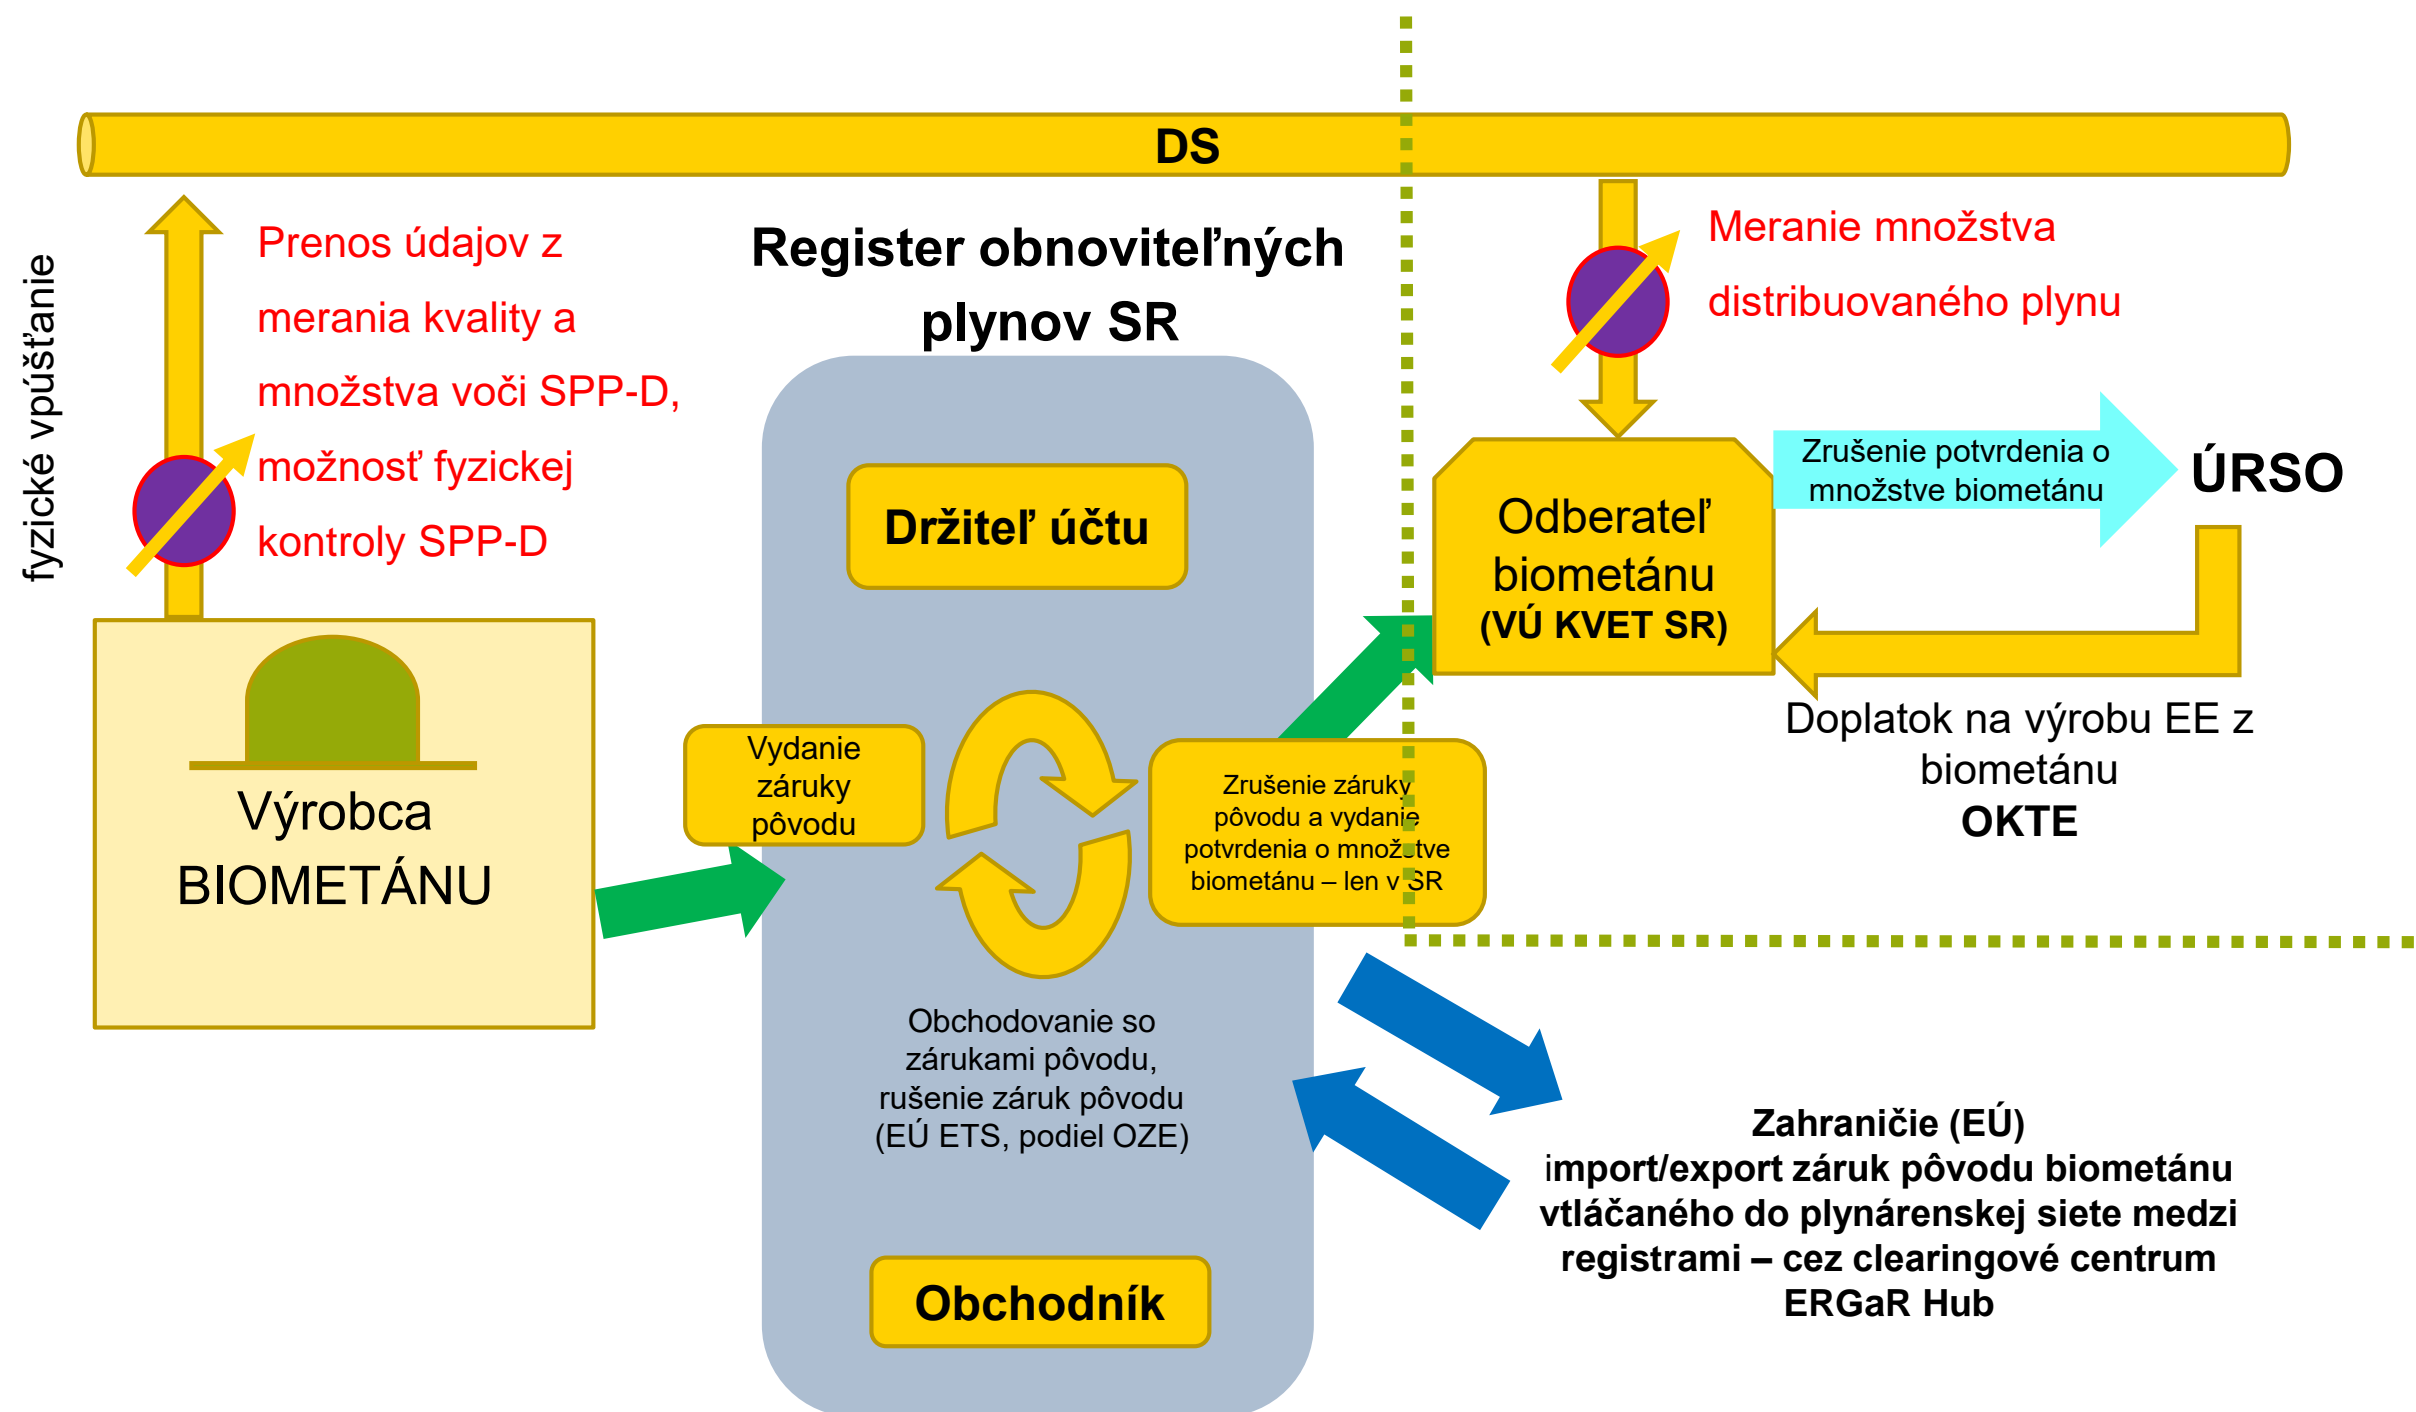 DS
fyzické vpúšťanie
Prenos údajov z
merania kvality a
množstva voči SPP-D,
možnosť fyzickej
kontroly SPP-D
Register obnoviteľných
plynov SR
Meranie množstva
distribuovaného plynu
Držiteľ účtu
Odberateľ
biometánu
(VÚ KVET SR)
Zrušenie potvrdenia o
množstve biometánu
ÚRSO
Doplatok na výrobu EE z
biometánu
OKTE
Výrobca
BIOMETÁNU
Vydanie
záruky
pôvodu
Zrušenie záruky
pôvodu a vydanie
potvrdenia o množstve
biometánu – len v SR
Obchodovanie so
zárukami pôvodu,
rušenie záruk pôvodu
(EÚ ETS, podiel OZE)
Obchodník
Zahraničie (EÚ)
import/export záruk pôvodu biometánu
vtláčaného do plynárenskej siete medzi
registrami – cez clearingové centrum
ERGaR Hub